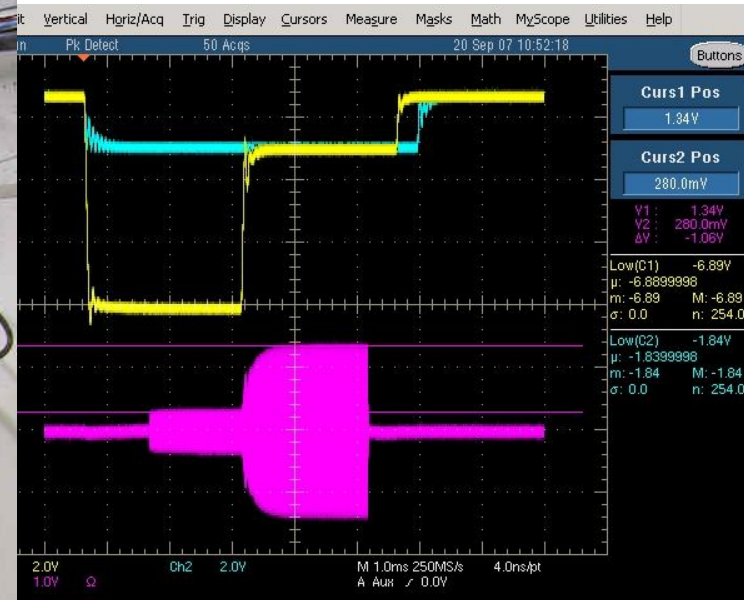 it Vertical Horiz/Acq Trig Display Cursors Measure Masks Math MyScope Utilities Help
Pk Detect 50 Acqs 20 Sep 07 10:52:18
Buttons
Curs1 Pos
1.34V
Curs2 Pos
280.0mV
V1 : 1.34V
V2 : 280.0mV
ΔV : -1.06V
Low(C1) -6.89V
μ: -6.8899998
m: -6.89 M: -6.89
σ: 0.0 n: 254.0
Low(C2) -1.84V
μ: -1.8399998
m: -1.84 M: -1.84
σ: 0.0 n: 254.0
2.0V Ch2 2.0V M 1.0ms 250MS/s 4.0ns/pt
1.0V Ω A Aux ⁄ 0.0V